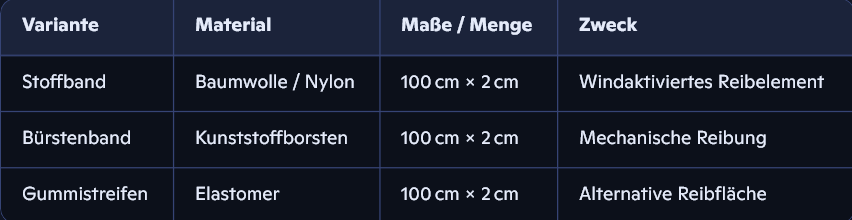 Variante Material Maße / Menge Zweck
Stoffband Baumwolle / Nylon 100 cm × 2 cm Windaktiviertes Reibelement
Bürstenband Kunststoffborsten 100 cm × 2 cm Mechanische Reibung
Gummistreifen Elastomer 100 cm × 2 cm Alternative Reibfläche